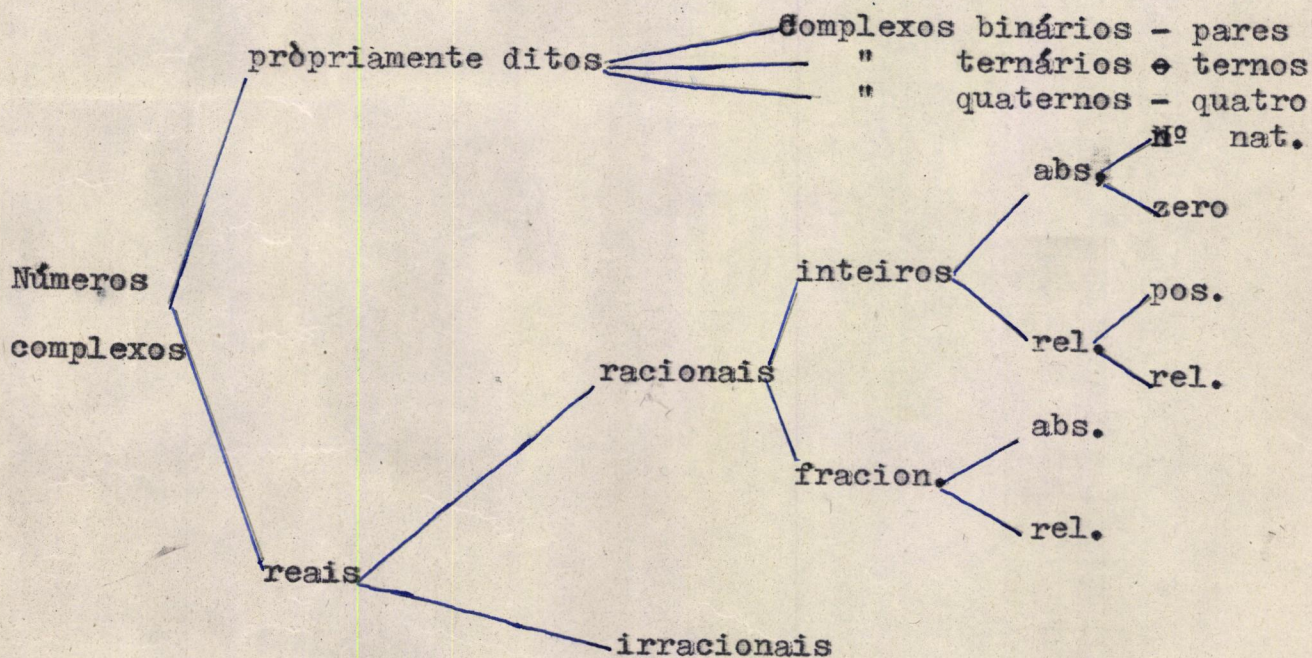 Complexos binários - pares
pròpriamente ditos
" ternários e ternos
" quaternos - quatro
Nº nat.
abs.
zero
Números
inteiros
pos.
complexos
rel.
racionais
rel.
abs.
fracion.
rel.
reais
irracionais